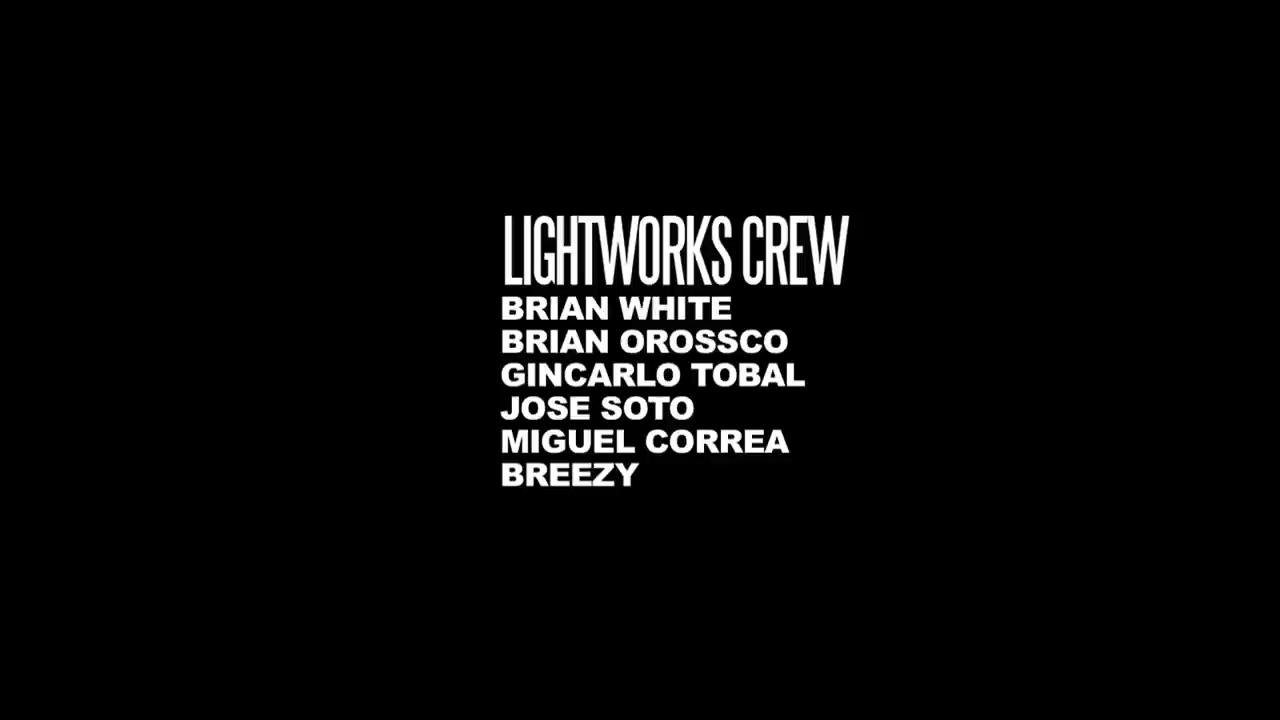 LIGHTWORKS CREW
BRIAN WHITE
BRIAN OROSSCO
GINCARLO TOBAL
JOSE SOTO
MIGUEL CORREA
BREEZY